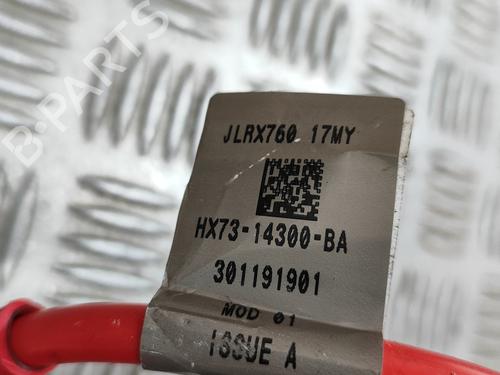 JLRX760 17MY
HX73-14300-BA
301191901
MOD 01
ISSUE A
B-PARTS